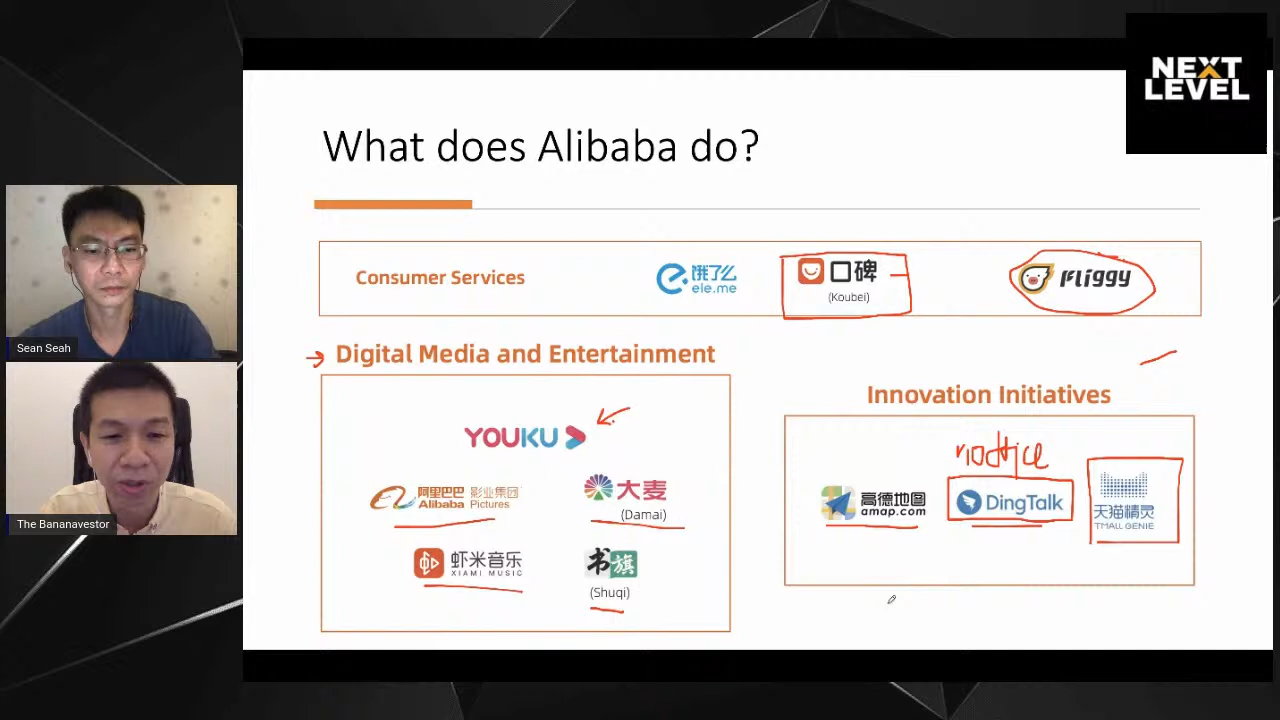 NEXT
LEVEL
What does Alibaba do?
Consumer Services
饿了么
ele.me
口碑
(Koubei)
Fliggy
Digital Media and Entertainment
YOUKU
阿里巴巴 影业集团
Alibaba Pictures
大麦
(Damai)
虾米音乐
XIAMI MUSIC
书旗
(Shuqi)
Innovation Initiatives
高德地图
amap.com
DingTalk
天猫精灵
TMALL GENIE
Sean Seah
The Bananavestor